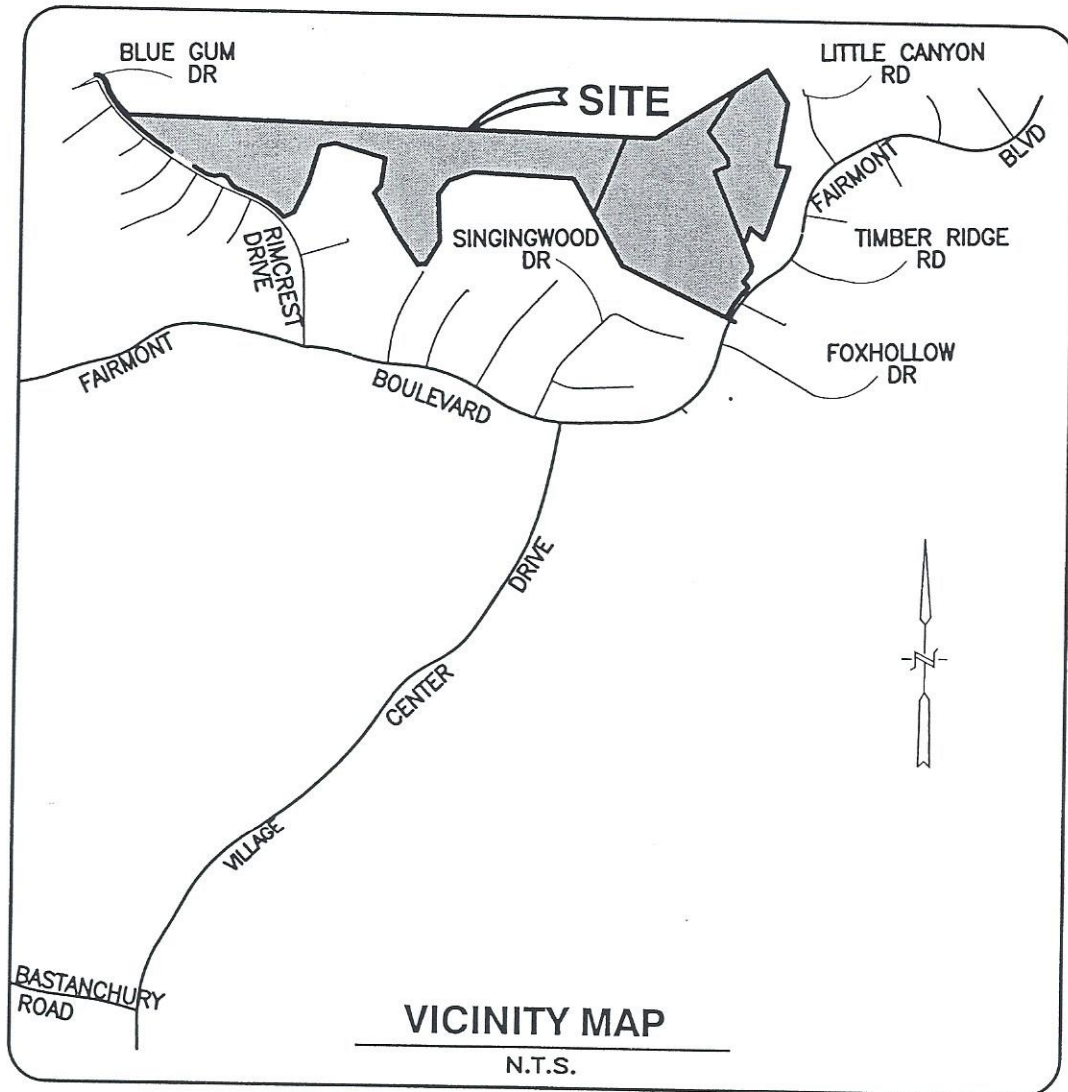 BLUE GUM
DR
SITE
LITTLE CANYON
RD
FAIRMONT
BLVD
RIMCREST
DRIVE
SINGINGWOOD
DR
TIMBER RIDGE
RD
FAIRMONT
BOULEVARD
FOXHOLLOW
DR
DRIVE
N
CENTER
VILLAGE
BASTANCHURY
ROAD
VICINITY MAP
N.T.S.